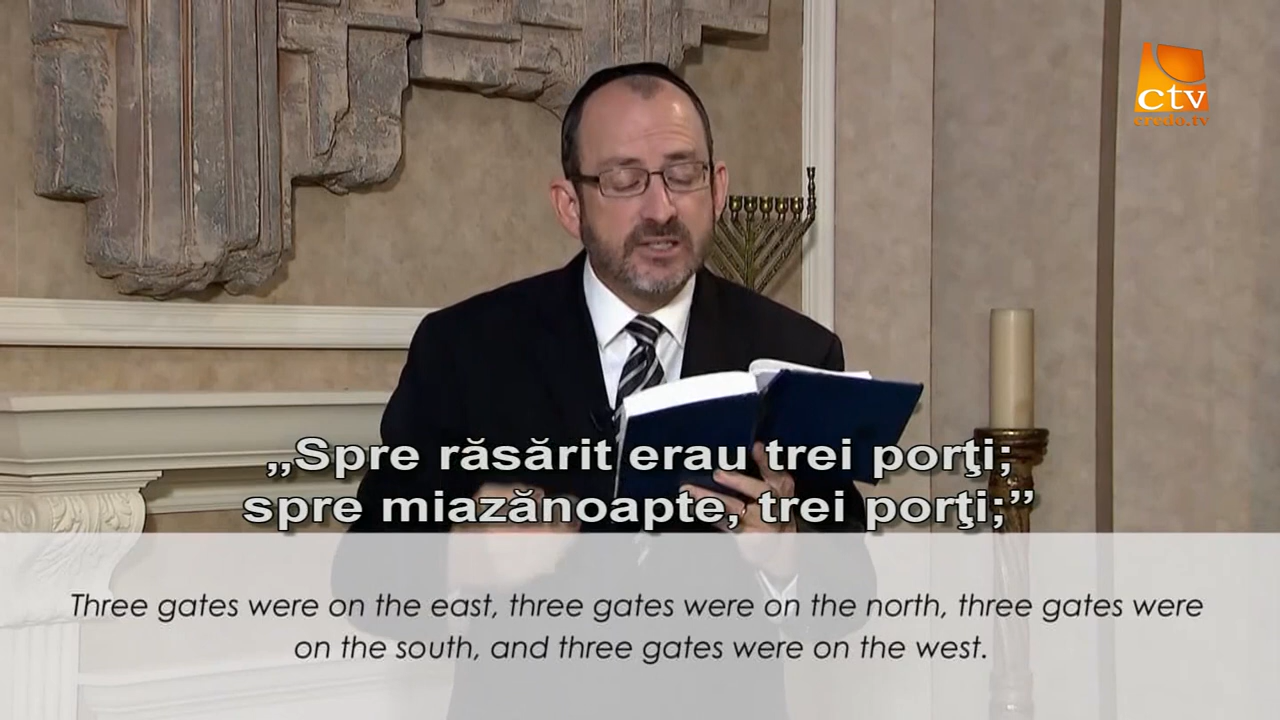 ctv
credo.tv
„Spre răsărit erau trei porţi;
spre miazănoapte, trei porţi;”
Three gates were on the east, three gates were on the north, three gates were
on the south, and three gates were on the west.